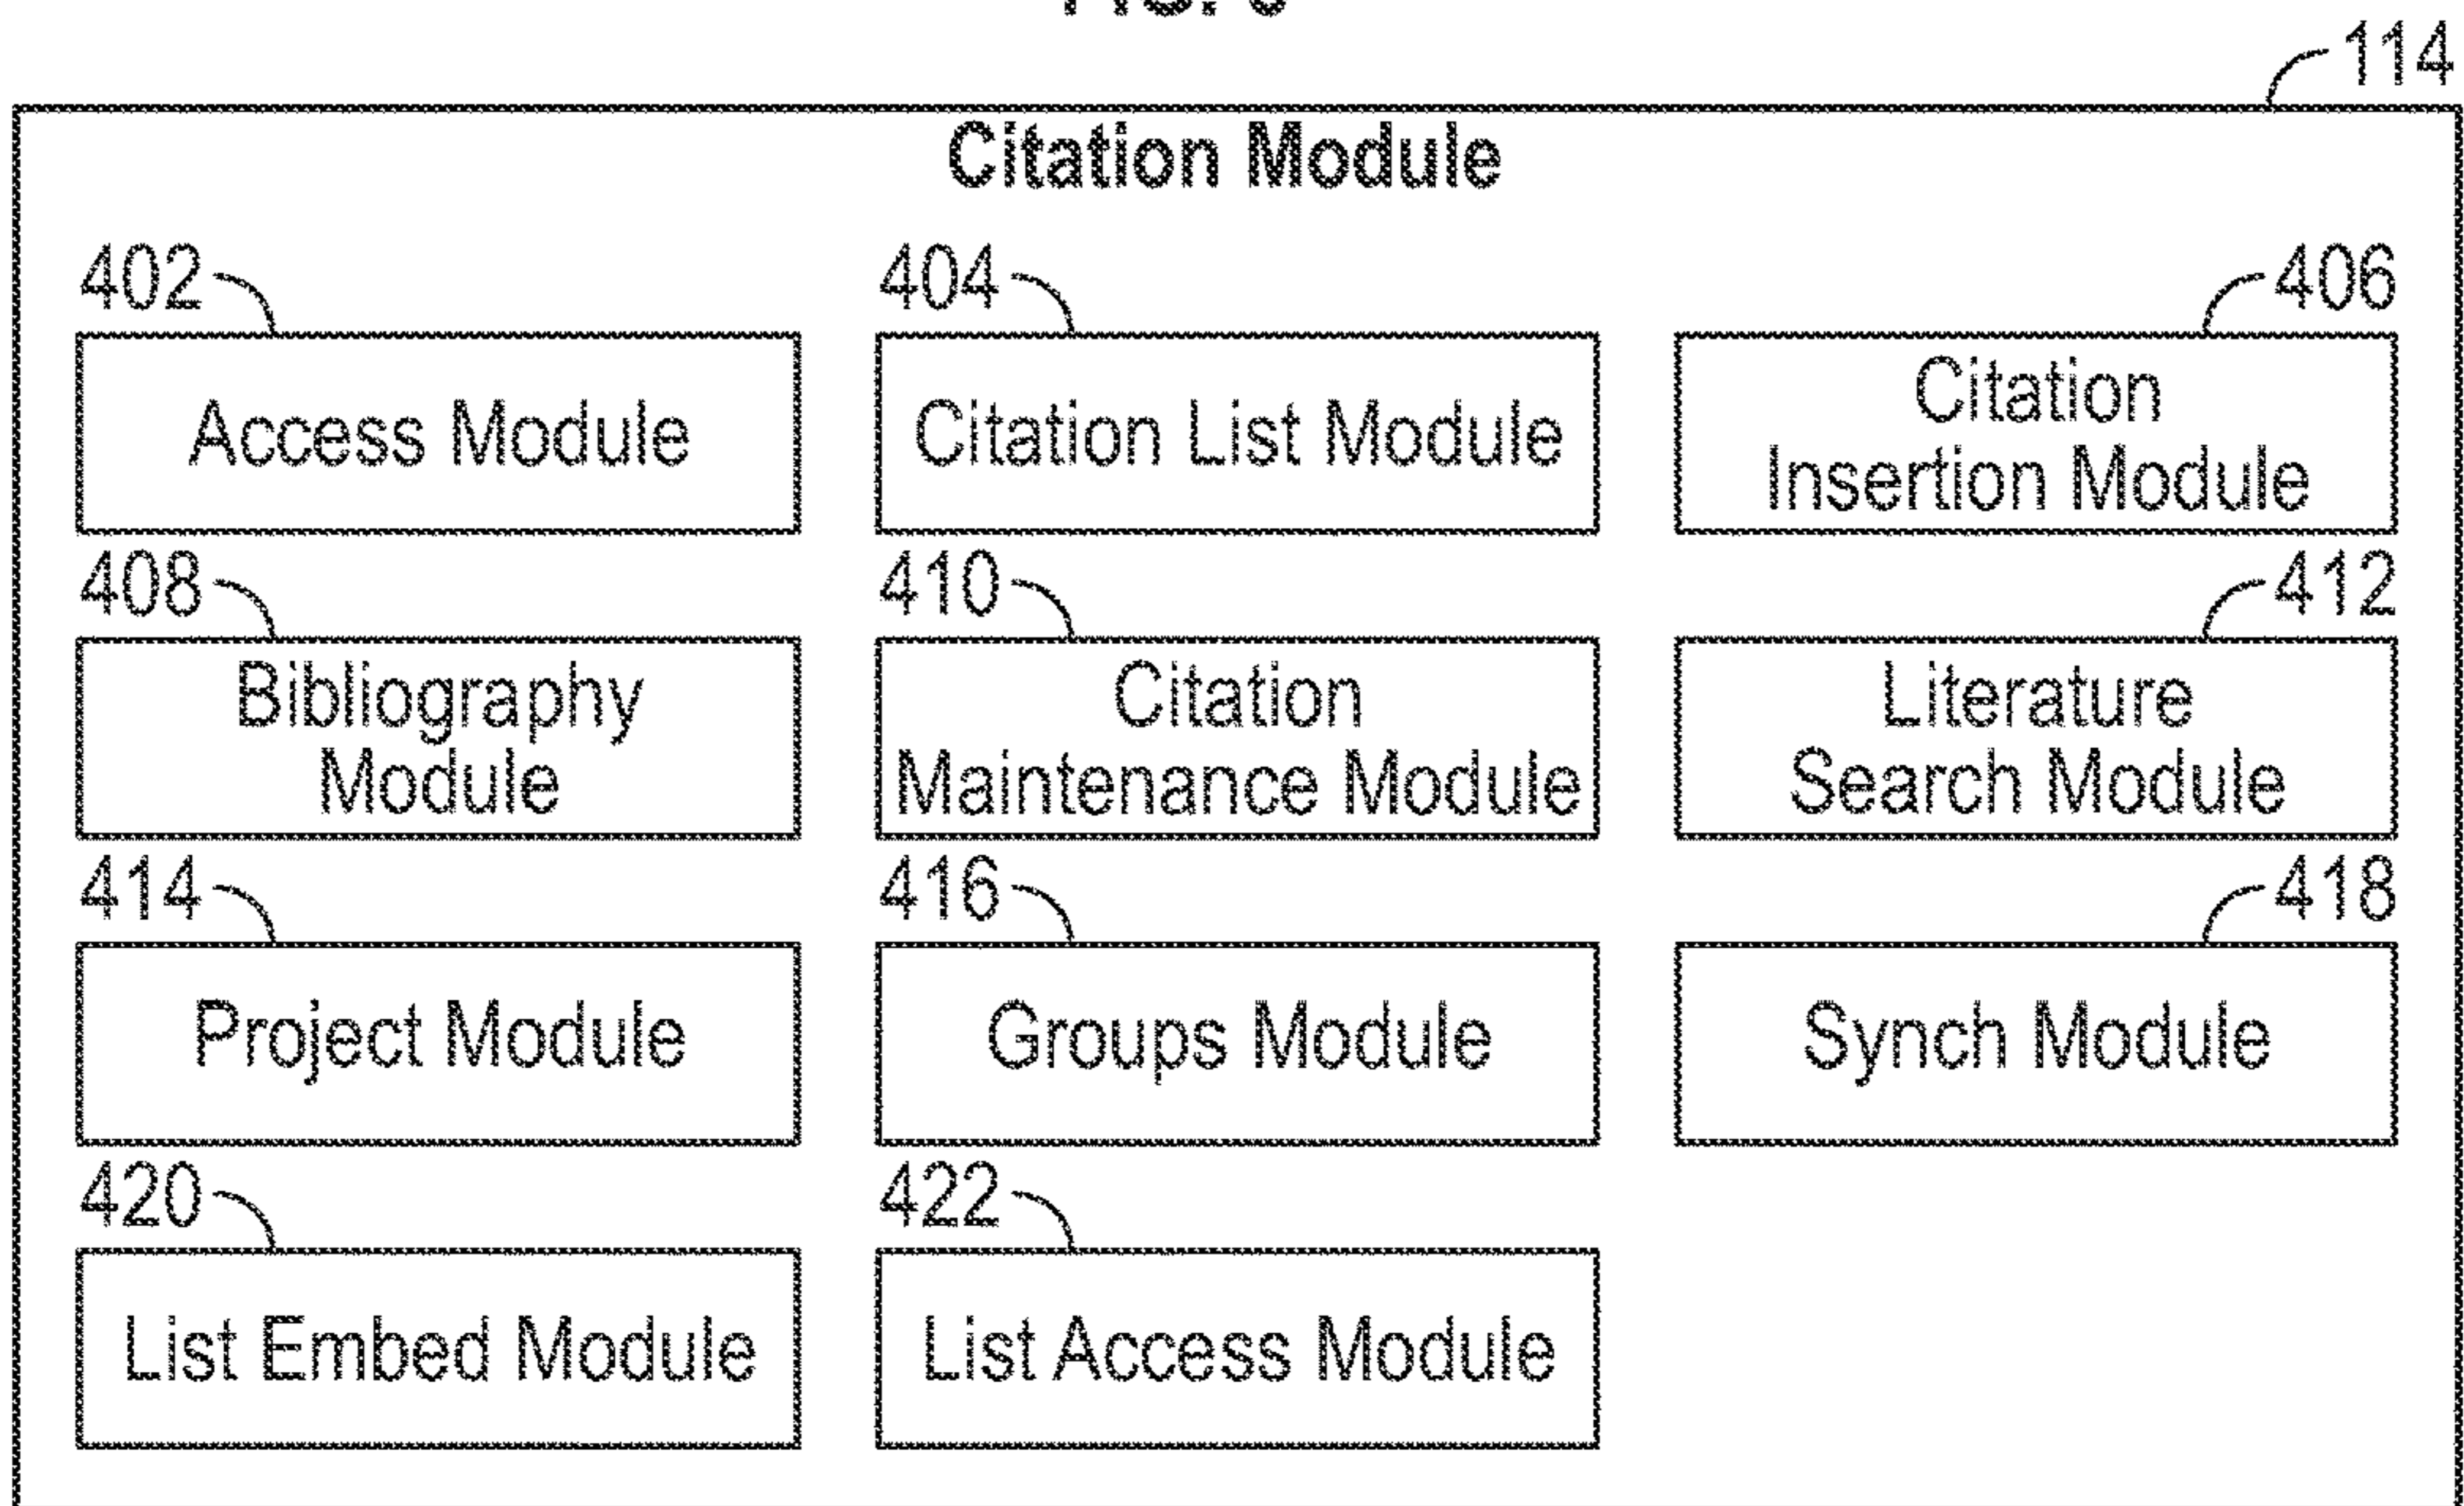 114
Citation Module
402
404
406
Access Module
Citation List Module
Citation
Insertion Module
408
410
412
Bibliography
Module
Citation
Maintenance Module
Literature
Search Module
414
416
418
Project Module
Groups Module
Synch Module
420
422
List Embed Module
List Access Module